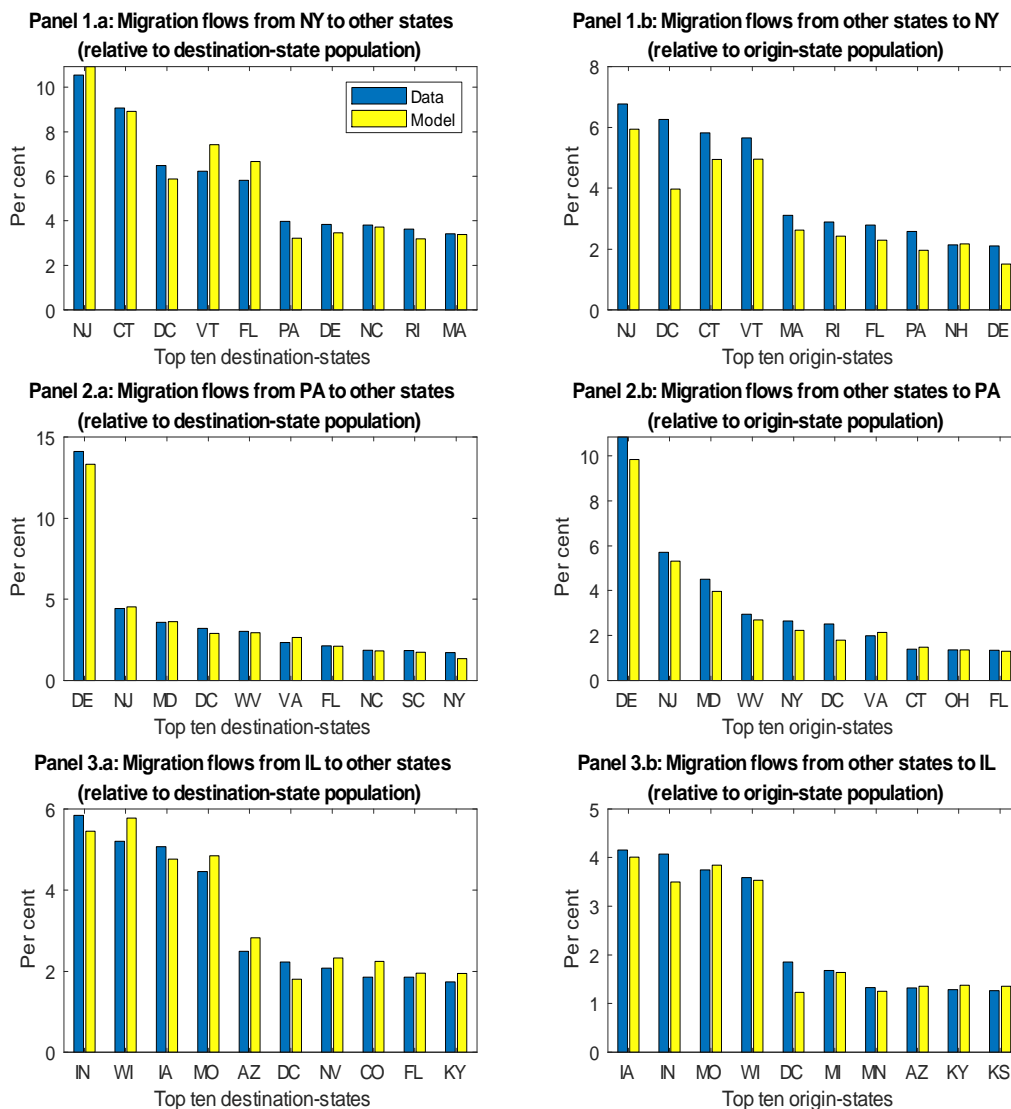 Panel 1.a: Migration flows from NY to other states
(relative to destination-state population)
Per cent
10
8
6
4
2
0
Data
Model
NJ CT DC VT FL PA DE NC RI MA
Top ten destination-states
Panel 1.b: Migration flows from other states to NY
(relative to origin-state population)
Per cent
8
6
4
2
0
NJ DC CT VT MA RI FL PA NH DE
Top ten origin-states
Panel 2.a: Migration flows from PA to other states
(relative to destination-state population)
Per cent
15
10
5
0
DE NJ MD DC WV VA FL NC SC NY
Top ten destination-states
Panel 2.b: Migration flows from other states to PA
(relative to origin-state population)
Per cent
10
8
6
4
2
0
DE NJ MD WV NY DC VA CT OH FL
Top ten origin-states
Panel 3.a: Migration flows from IL to other states
(relative to destination-state population)
Per cent
6
4
2
0
IN WI IA MO AZ DC NV CO FL KY
Top ten destination-states
Panel 3.b: Migration flows from other states to IL
(relative to origin-state population)
Per cent
5
4
3
2
1
0
IA IN MO WI DC MI MN AZ KY KS
Top ten origin-states